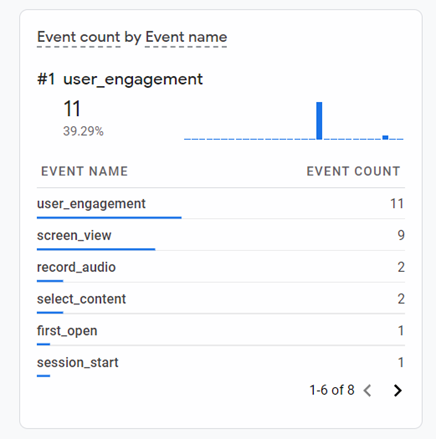 Event count by Event name
#1 user_engagement
11
39.29%
EVENT NAME EVENT COUNT
user_engagement 11
screen_view 9
record_audio 2
select_content 2
first_open 1
session_start 1
1-6 of 8